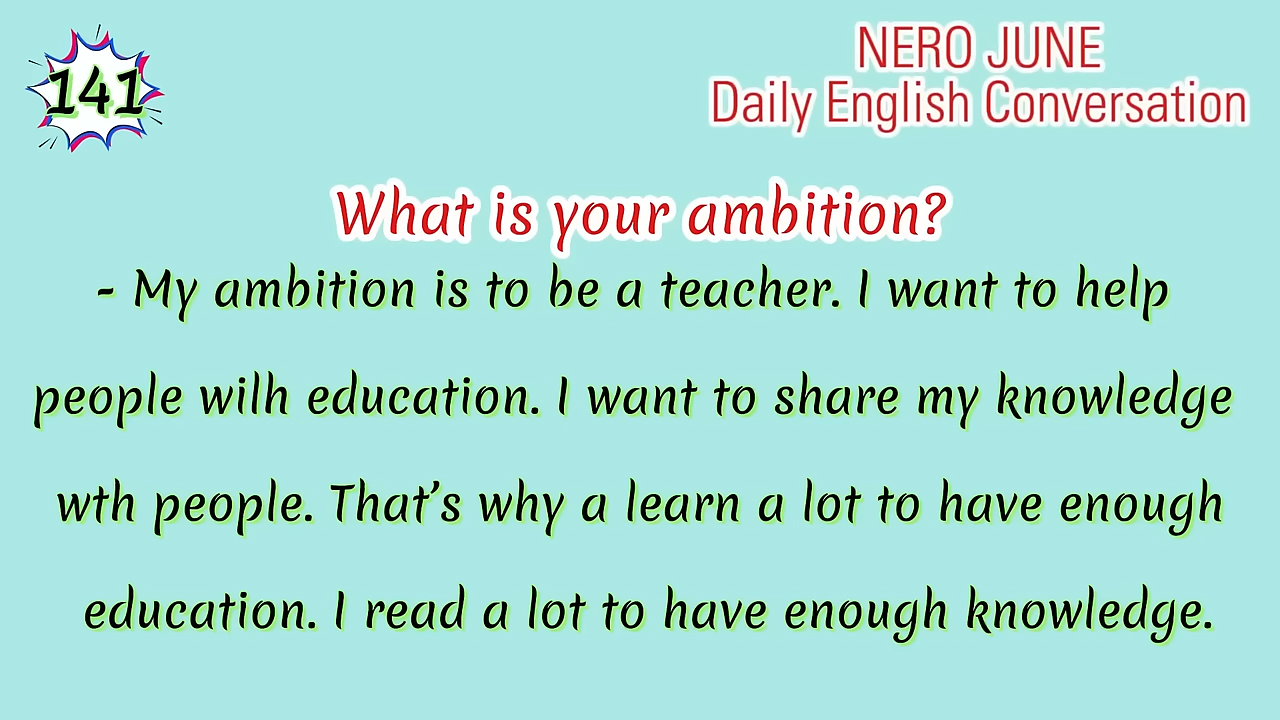 141
NERO JUNE
Daily English Conversation
What is your ambition?
- My ambition is to be a teacher. I want to help
people wilh education. I want to share my knowledge
wth people. That’s why a learn a lot to have enough
education. I read a lot to have enough knowledge.